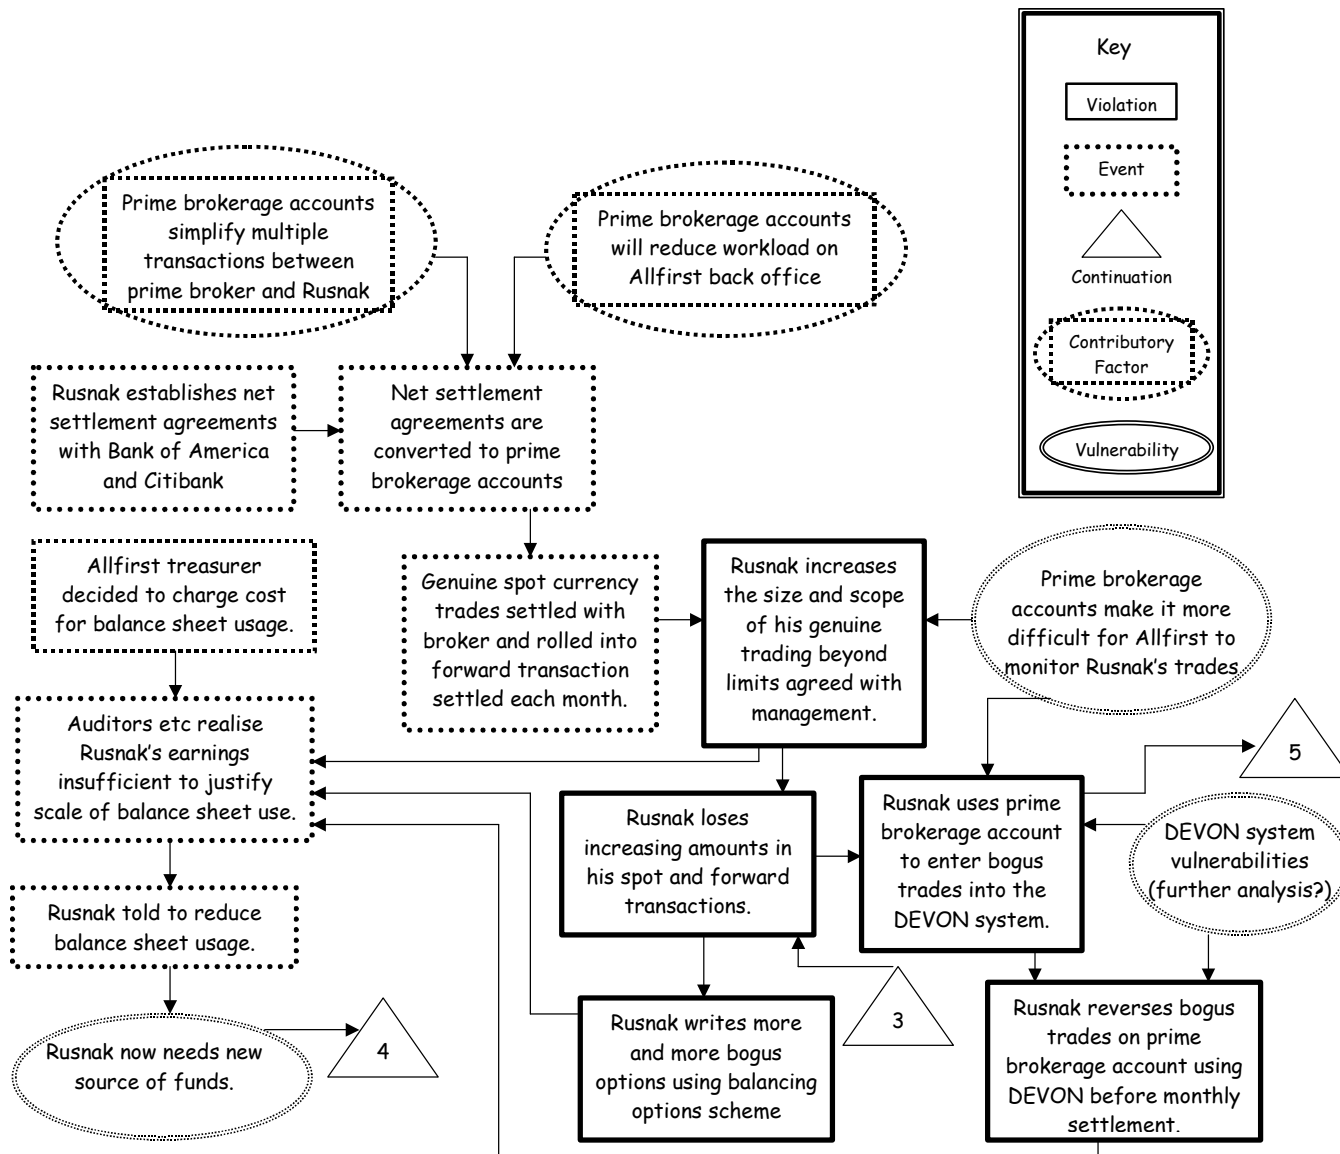 Key
Violation
Event
Continuation
Contributory
Factor
Vulnerability
Prime brokerage accounts
simplify multiple
transactions between
prime broker and Rusnak
Prime brokerage accounts
will reduce workload on
Allfirst back office
Rusnak establishes net
settlement agreements
with Bank of America
and Citibank
Net settlement
agreements are
converted to prime
brokerage accounts
Allfirst treasurer
decided to charge cost
for balance sheet usage.
Genuine spot currency
trades settled with
broker and rolled into
forward transaction
settled each month.
Rusnak increases
the size and scope
of his genuine
trading beyond
limits agreed with
management.
Prime brokerage
accounts make it more
difficult for Allfirst to
monitor Rusnak's trades
Auditors etc realise
Rusnak's earnings
insufficient to justify
scale of balance sheet use.
5
Rusnak loses
increasing amounts in
his spot and forward
transactions.
Rusnak uses prime
brokerage account
to enter bogus
trades into the
DEVON system.
DEVON system
vulnerabilities
(further analysis?)
Rusnak told to reduce
balance sheet usage.
Rusnak now needs new
source of funds.
4
Rusnak writes more
and more bogus
options using balancing
options scheme
3
Rusnak reverses bogus
trades on prime
brokerage account using
DEVON before monthly
settlement.